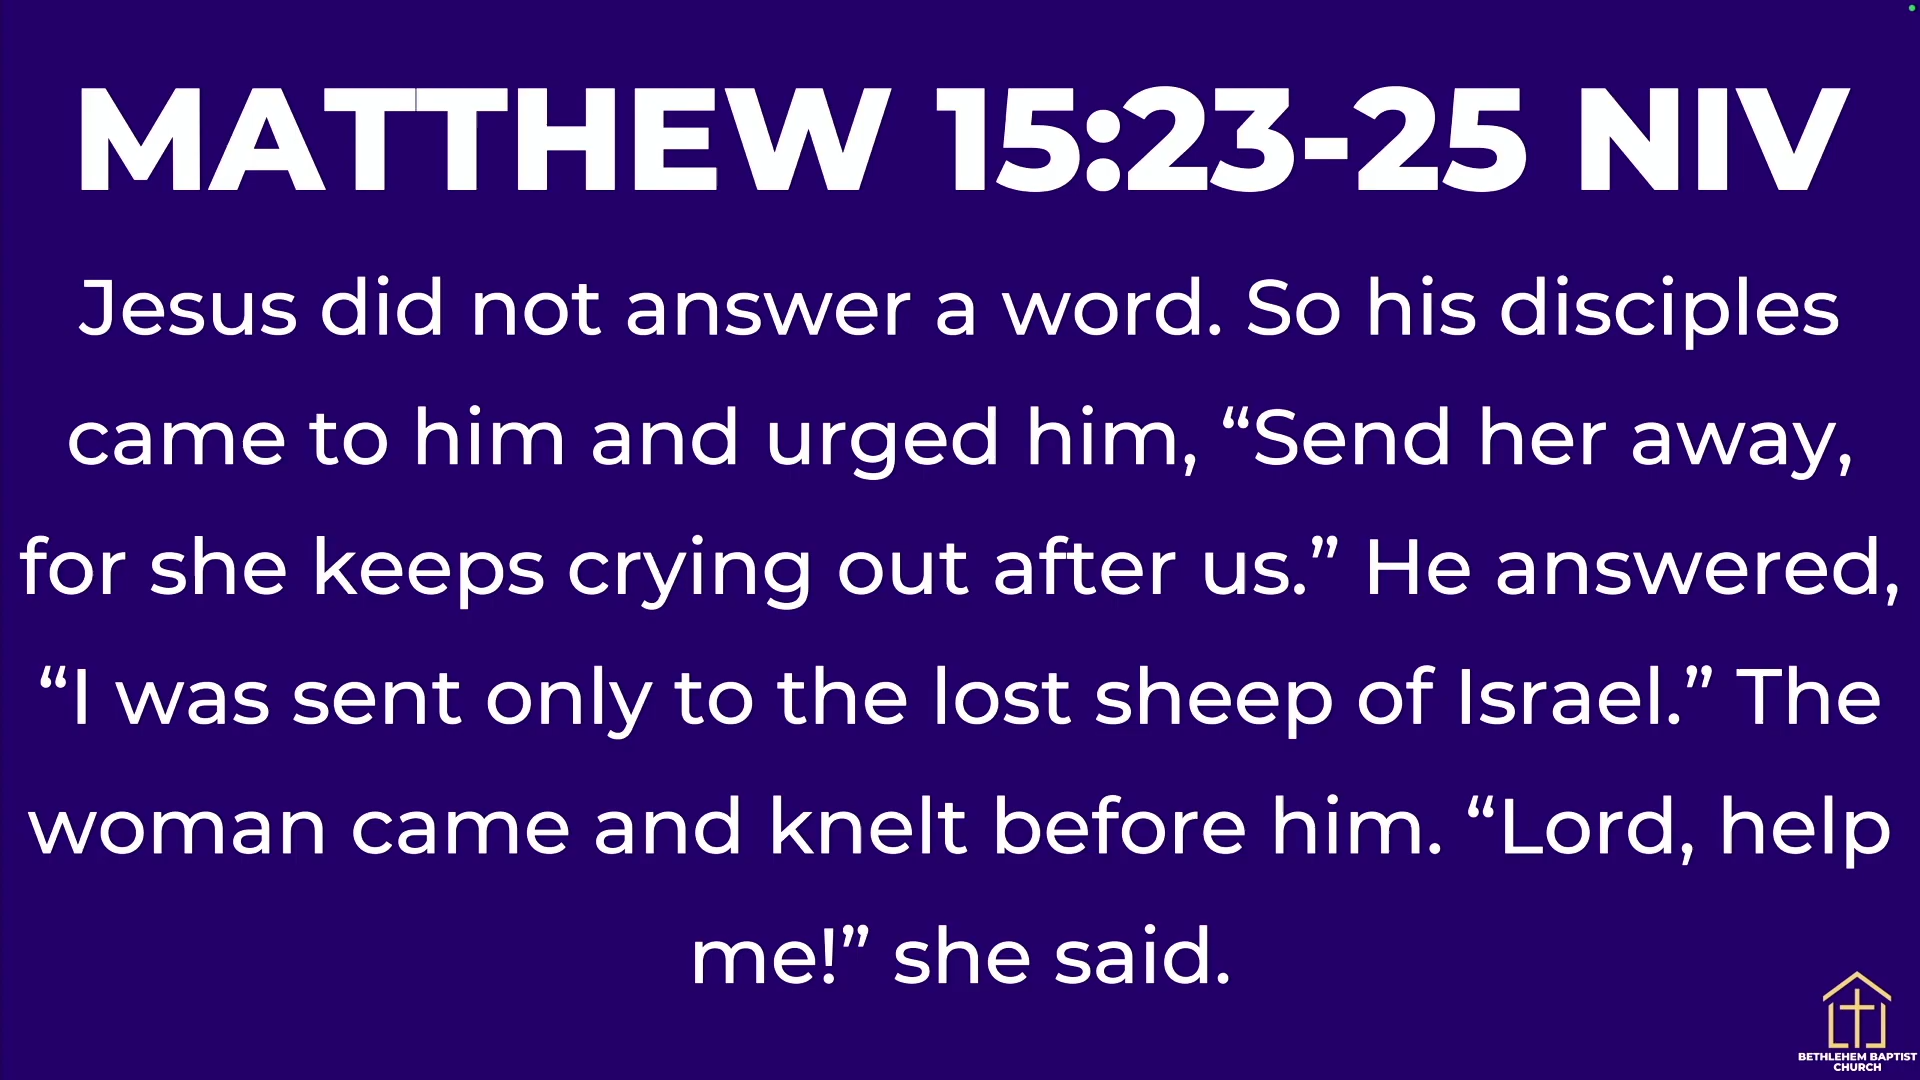 MATTHEW 15:23-25 NIV
Jesus did not answer a word. So his disciples
came to him and urged him, “Send her away,
for she keeps crying out after us.” He answered,
“I was sent only to the lost sheep of Israel.” The
woman came and knelt before him. “Lord, help
me!” she said.
BETHLEHEM BAPTIST
CHURCH